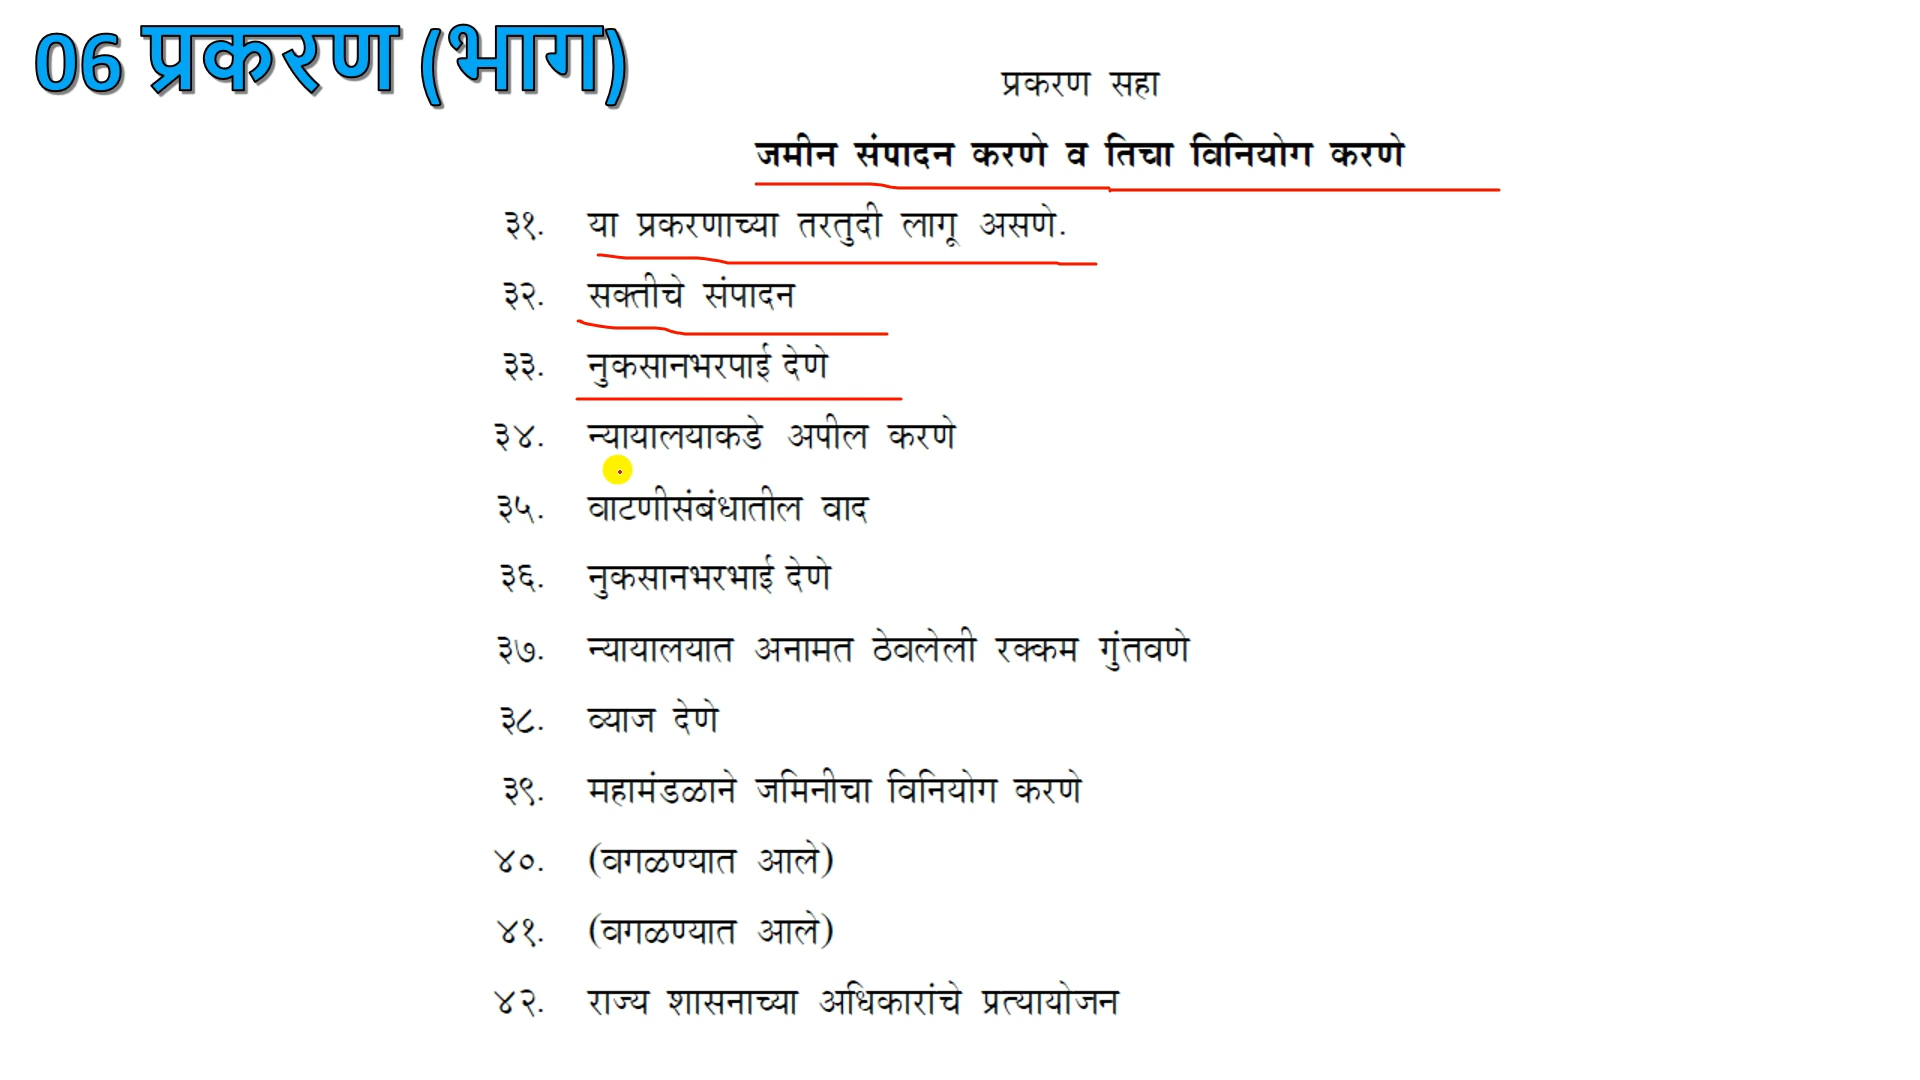 06 प्रकरण (भाग)
प्रकरण सहा
जमीन संपादन करणे व तिचा विनियोग करणे
३१. या प्रकरणाच्या तरतुदी लागू असणे.
३२. सक्तीचे संपादन
३३. नुकसानभरपाई देणे
३४. न्यायालयाकडे अपील करणे
३५. वाटणीसंबंधातील वाद
३६. नुकसानभरभाई देणे
३७. न्यायालयात अनामत ठेवलेली रक्कम गुंतवणे
३८. व्याज देणे
३९. महामंडळाने जमिनीचा विनियोग करणे
४०. (वगळण्यात आले)
४१. (वगळण्यात आले)
४२. राज्य शासनाच्या अधिकारांचे प्रत्यायोजन